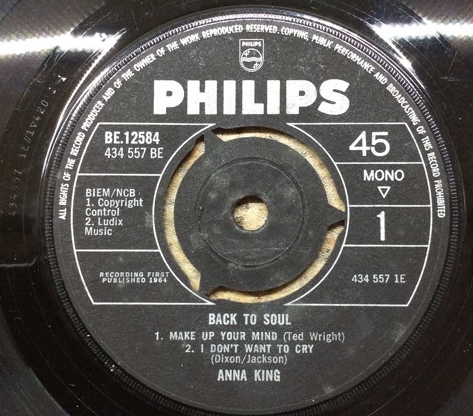 ALL RIGHTS OF THE RECORD PRODUCER AND OF THE OWNER OF THE WORK REPRODUCED RESERVED. COPYING, PUBLIC PERFORMANCE AND BROADCASTING OF THIS RECORD PROHIBITED
PHILIPS
PHILIPS
BE.12584
434 557 BE
45
MONO
BIEM/NCB
1. Copyright
Control
2. Ludix
Music
1
RECORDING FIRST
PUBLISHED 1964
434 557 1E
BACK TO SOUL
1. MAKE UP YOUR MIND (Ted Wright)
2. I DON'T WANT TO CRY
(Dixon/Jackson)
ANNA KING